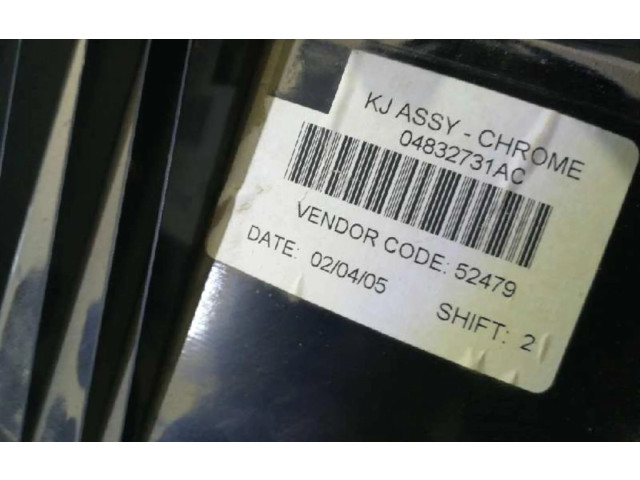 KJ ASSY - CHROME
04832731AC
VENDOR CODE: 52479
DATE: 02/04/05 SHIFT: 2